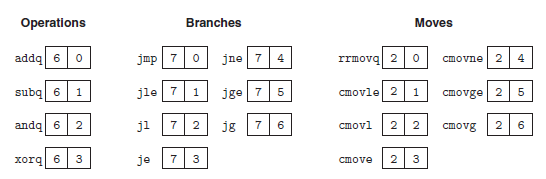 Operations Branches Moves
addq 6 0 jmp 7 0 jne 7 4 rrmovq 2 0 cmovne 2 4
subq 6 1 jle 7 1 jge 7 5 cmovle 2 1 cmovge 2 5
andq 6 2 jl 7 2 jg 7 6 cmovl 2 2 cmovg 2 6
xorq 6 3 je 7 3 cmove 2 3